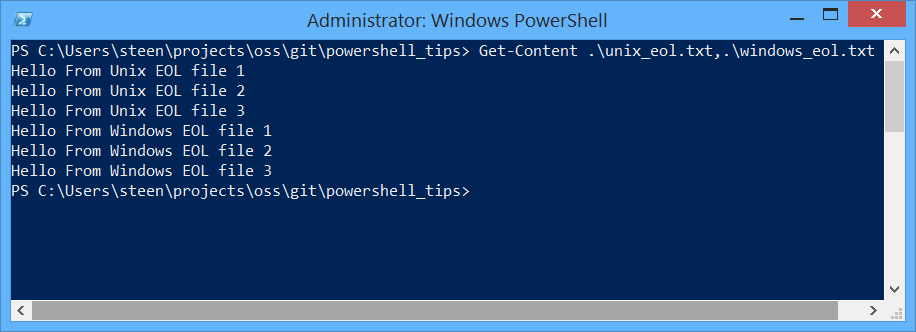 Administrator: Windows PowerShell
PS C:\Users\steen\projects\oss\git\powershell_tips> Get-Content .\unix_eol.txt,.\windows_eol.txt
Hello From Unix EOL file 1
Hello From Unix EOL file 2
Hello From Unix EOL file 3
Hello From Windows EOL file 1
Hello From Windows EOL file 2
Hello From Windows EOL file 3
PS C:\Users\steen\projects\oss\git\powershell_tips>